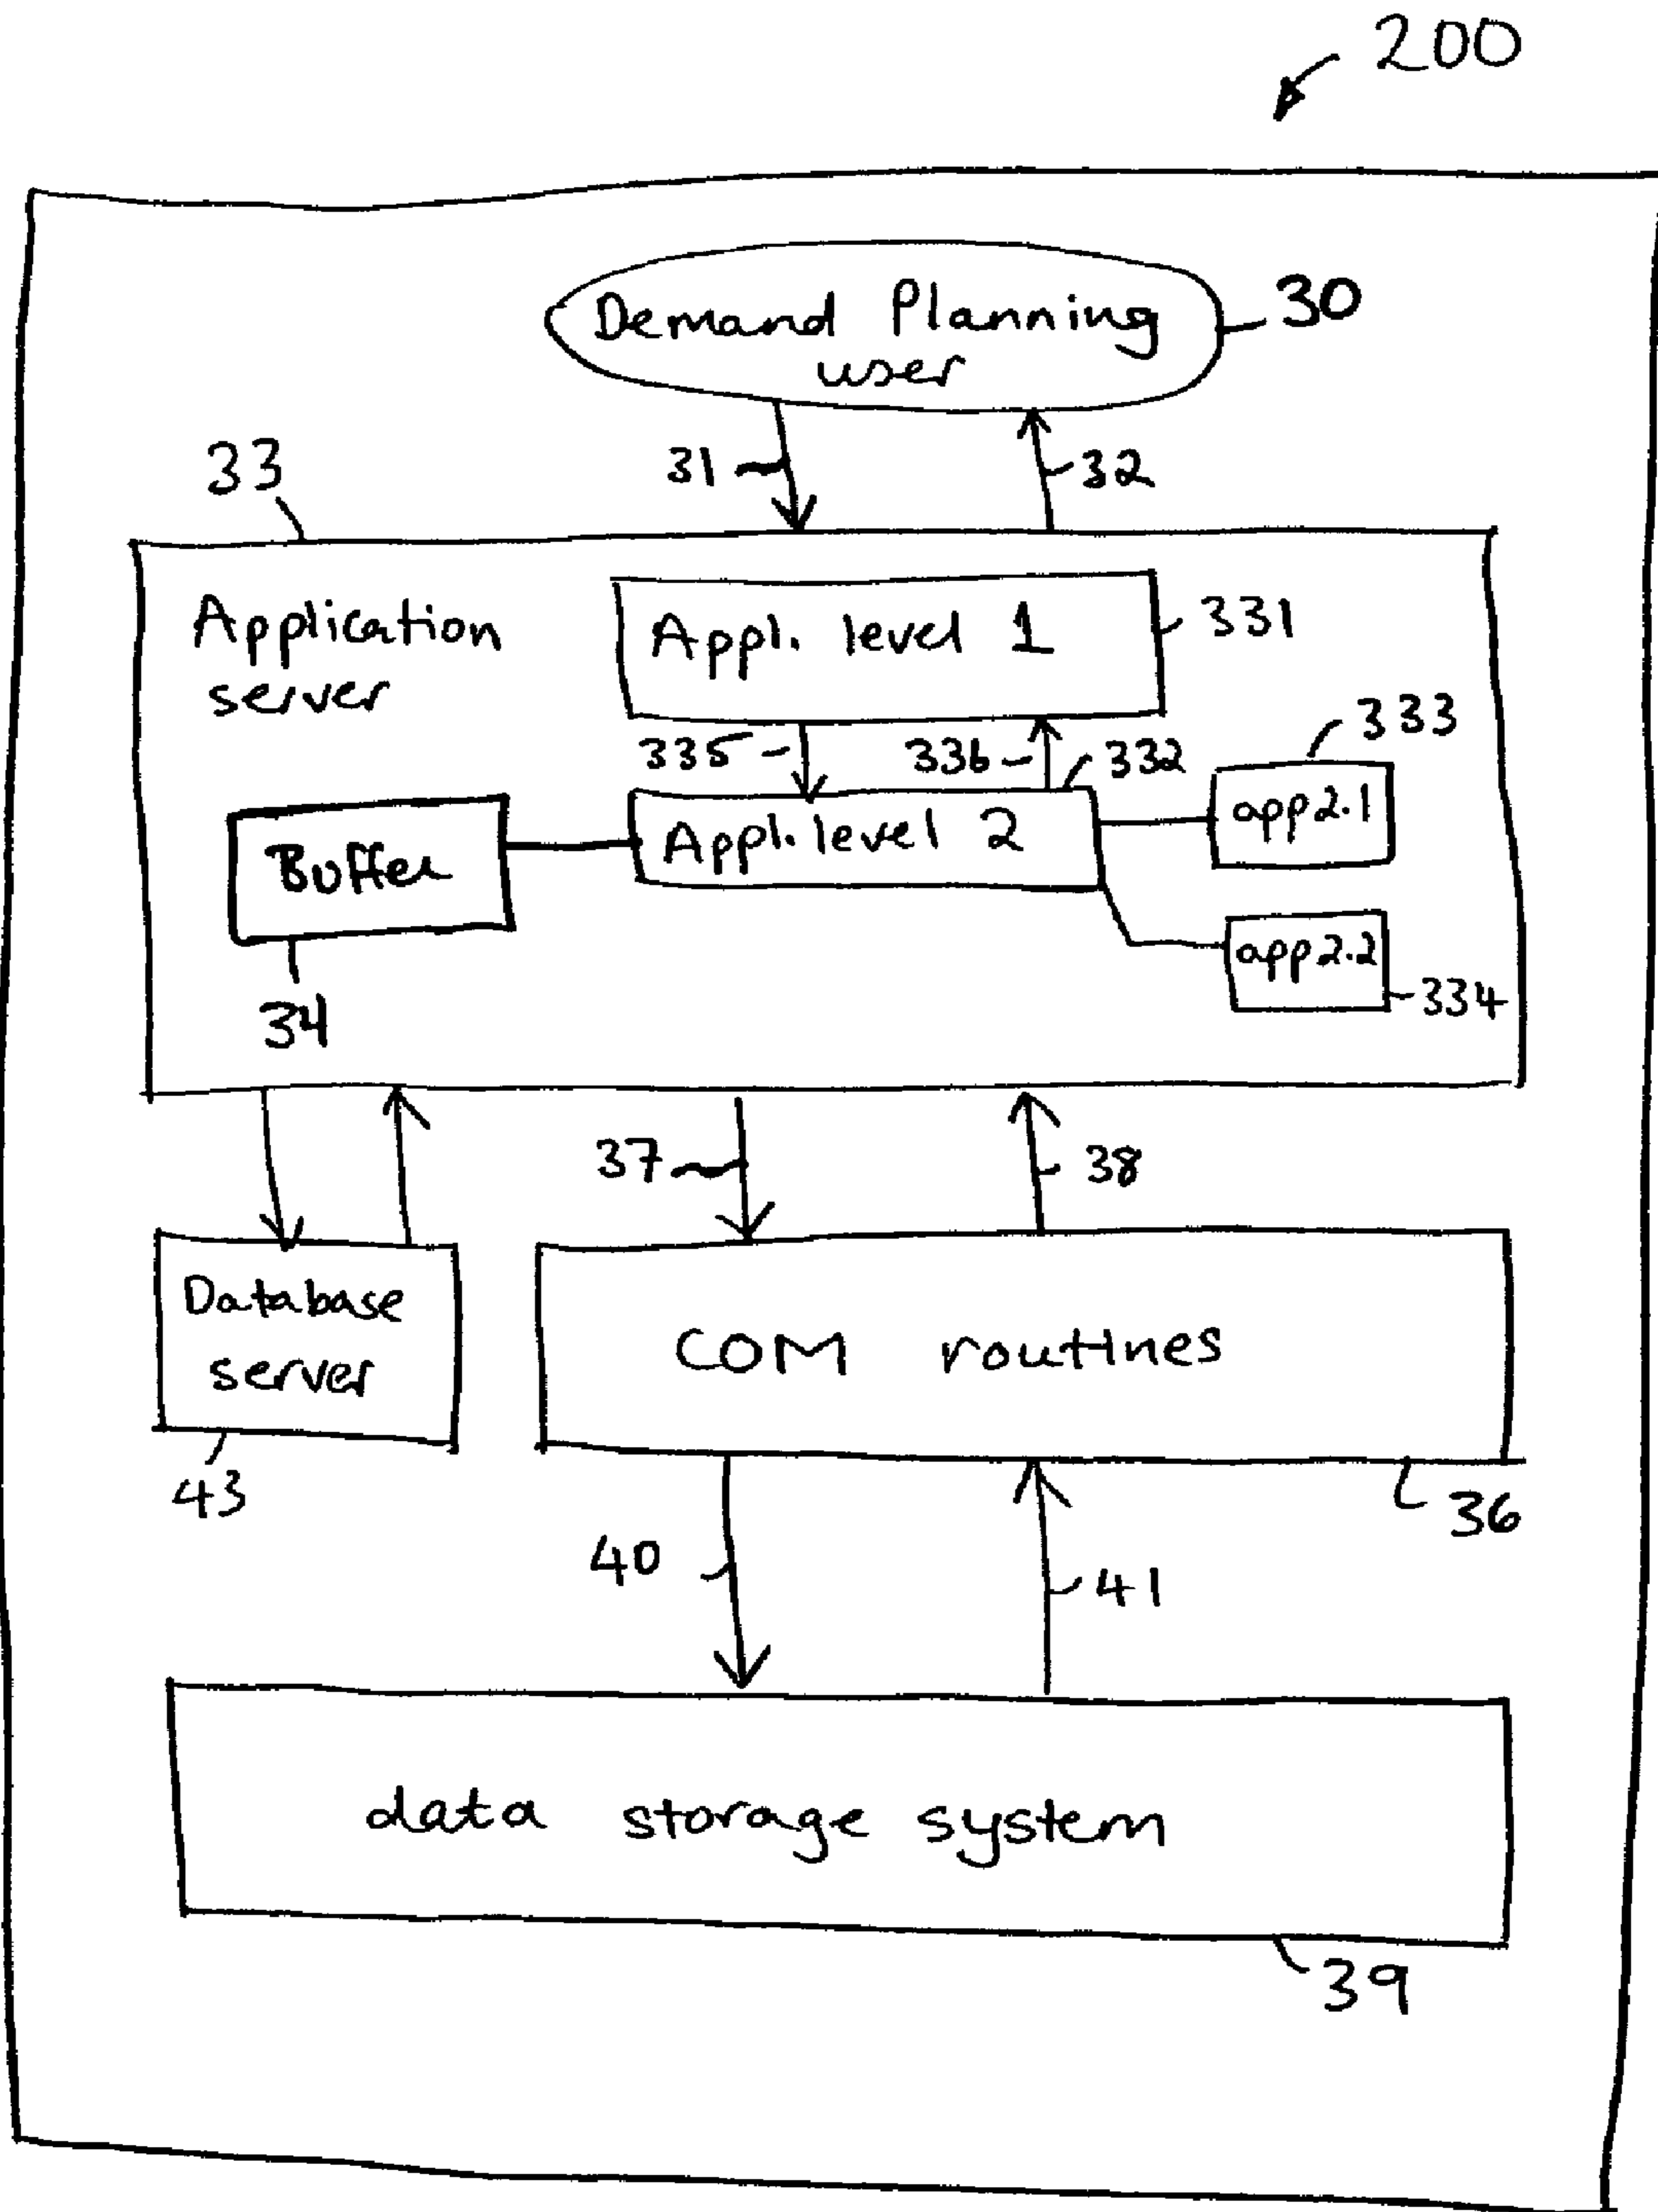 200
Demand Planning
user
30
31
32
33
Application
server
Appl. level 1
331
335
336
332
333
Buffer
Appl. level 2
app2.1
app2.2
34
334
37
38
Database
server
COM routines
43
36
40
41
data storage system
39